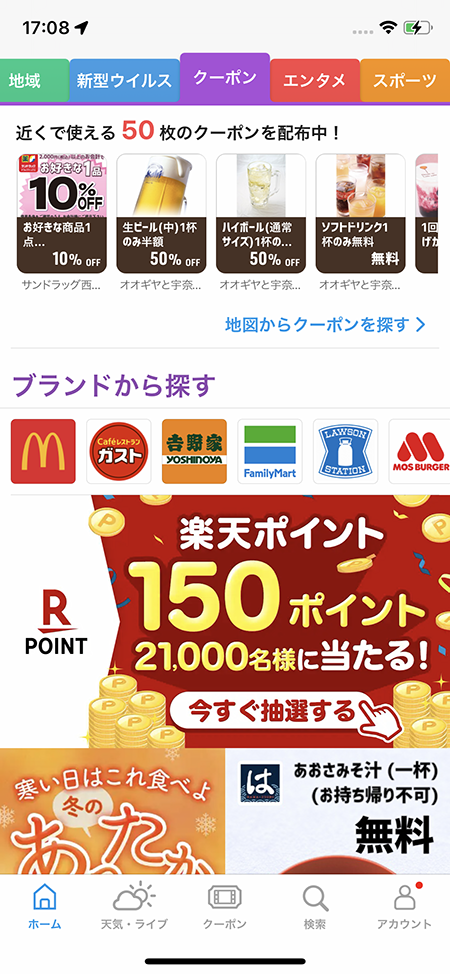 17:08
地域
新型ウイルス
クーポン
エンタメ
スポーツ
近くで使える 50 枚のクーポンを配布中！
お好きな1品
10%OFF
お好きな商品1
点...
10% OFF
サンドラッグ西...
生ビール(中)1杯
のみ半額
50% OFF
オオギヤと宇奈...
ハイボール(通常
サイズ)1杯の...
50% OFF
オオギヤと宇奈...
ソフトドリンク1
杯のみ無料
無料
オオギヤと宇奈...
1回
げか
地図からクーポンを探す
ブランドから探す
Caféレストラン
ガスト
吉野家
YOSHINOYA
FamilyMart
LAWSON
STATION
MOS BURGER
R
POINT
楽天ポイント
150ポイント
21,000名様に当たる!
今すぐ抽選する
寒い日はこれ食べよ
冬の
あったか
は
あおさみそ汁 (一杯)
(お持ち帰り不可)
無料
ホーム
天気・ライブ
クーポン
検索
アカウント